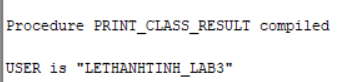 Procedure PRINT_CLASS_RESULT compiled
USER is "LETHANHTINH_LAB3"